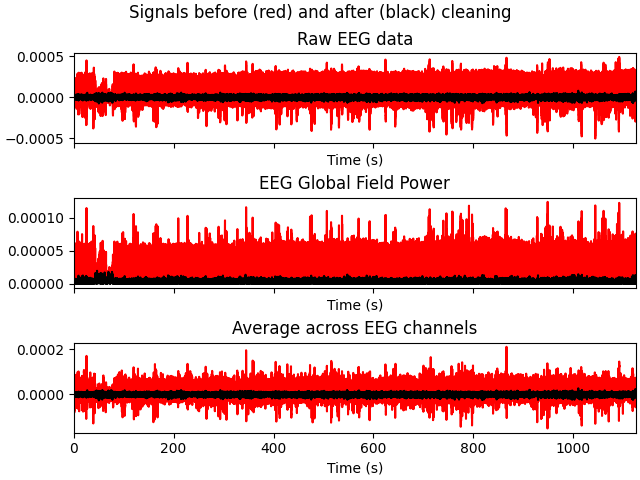 Signals before (red) and after (black) cleaning
Raw EEG data
0.0005
0.0000
−0.0005
Time (s)
EEG Global Field Power
0.00010
0.00005
0.00000
Time (s)
Average across EEG channels
0.0002
0.0000
0 200 400 600 800 1000
Time (s)